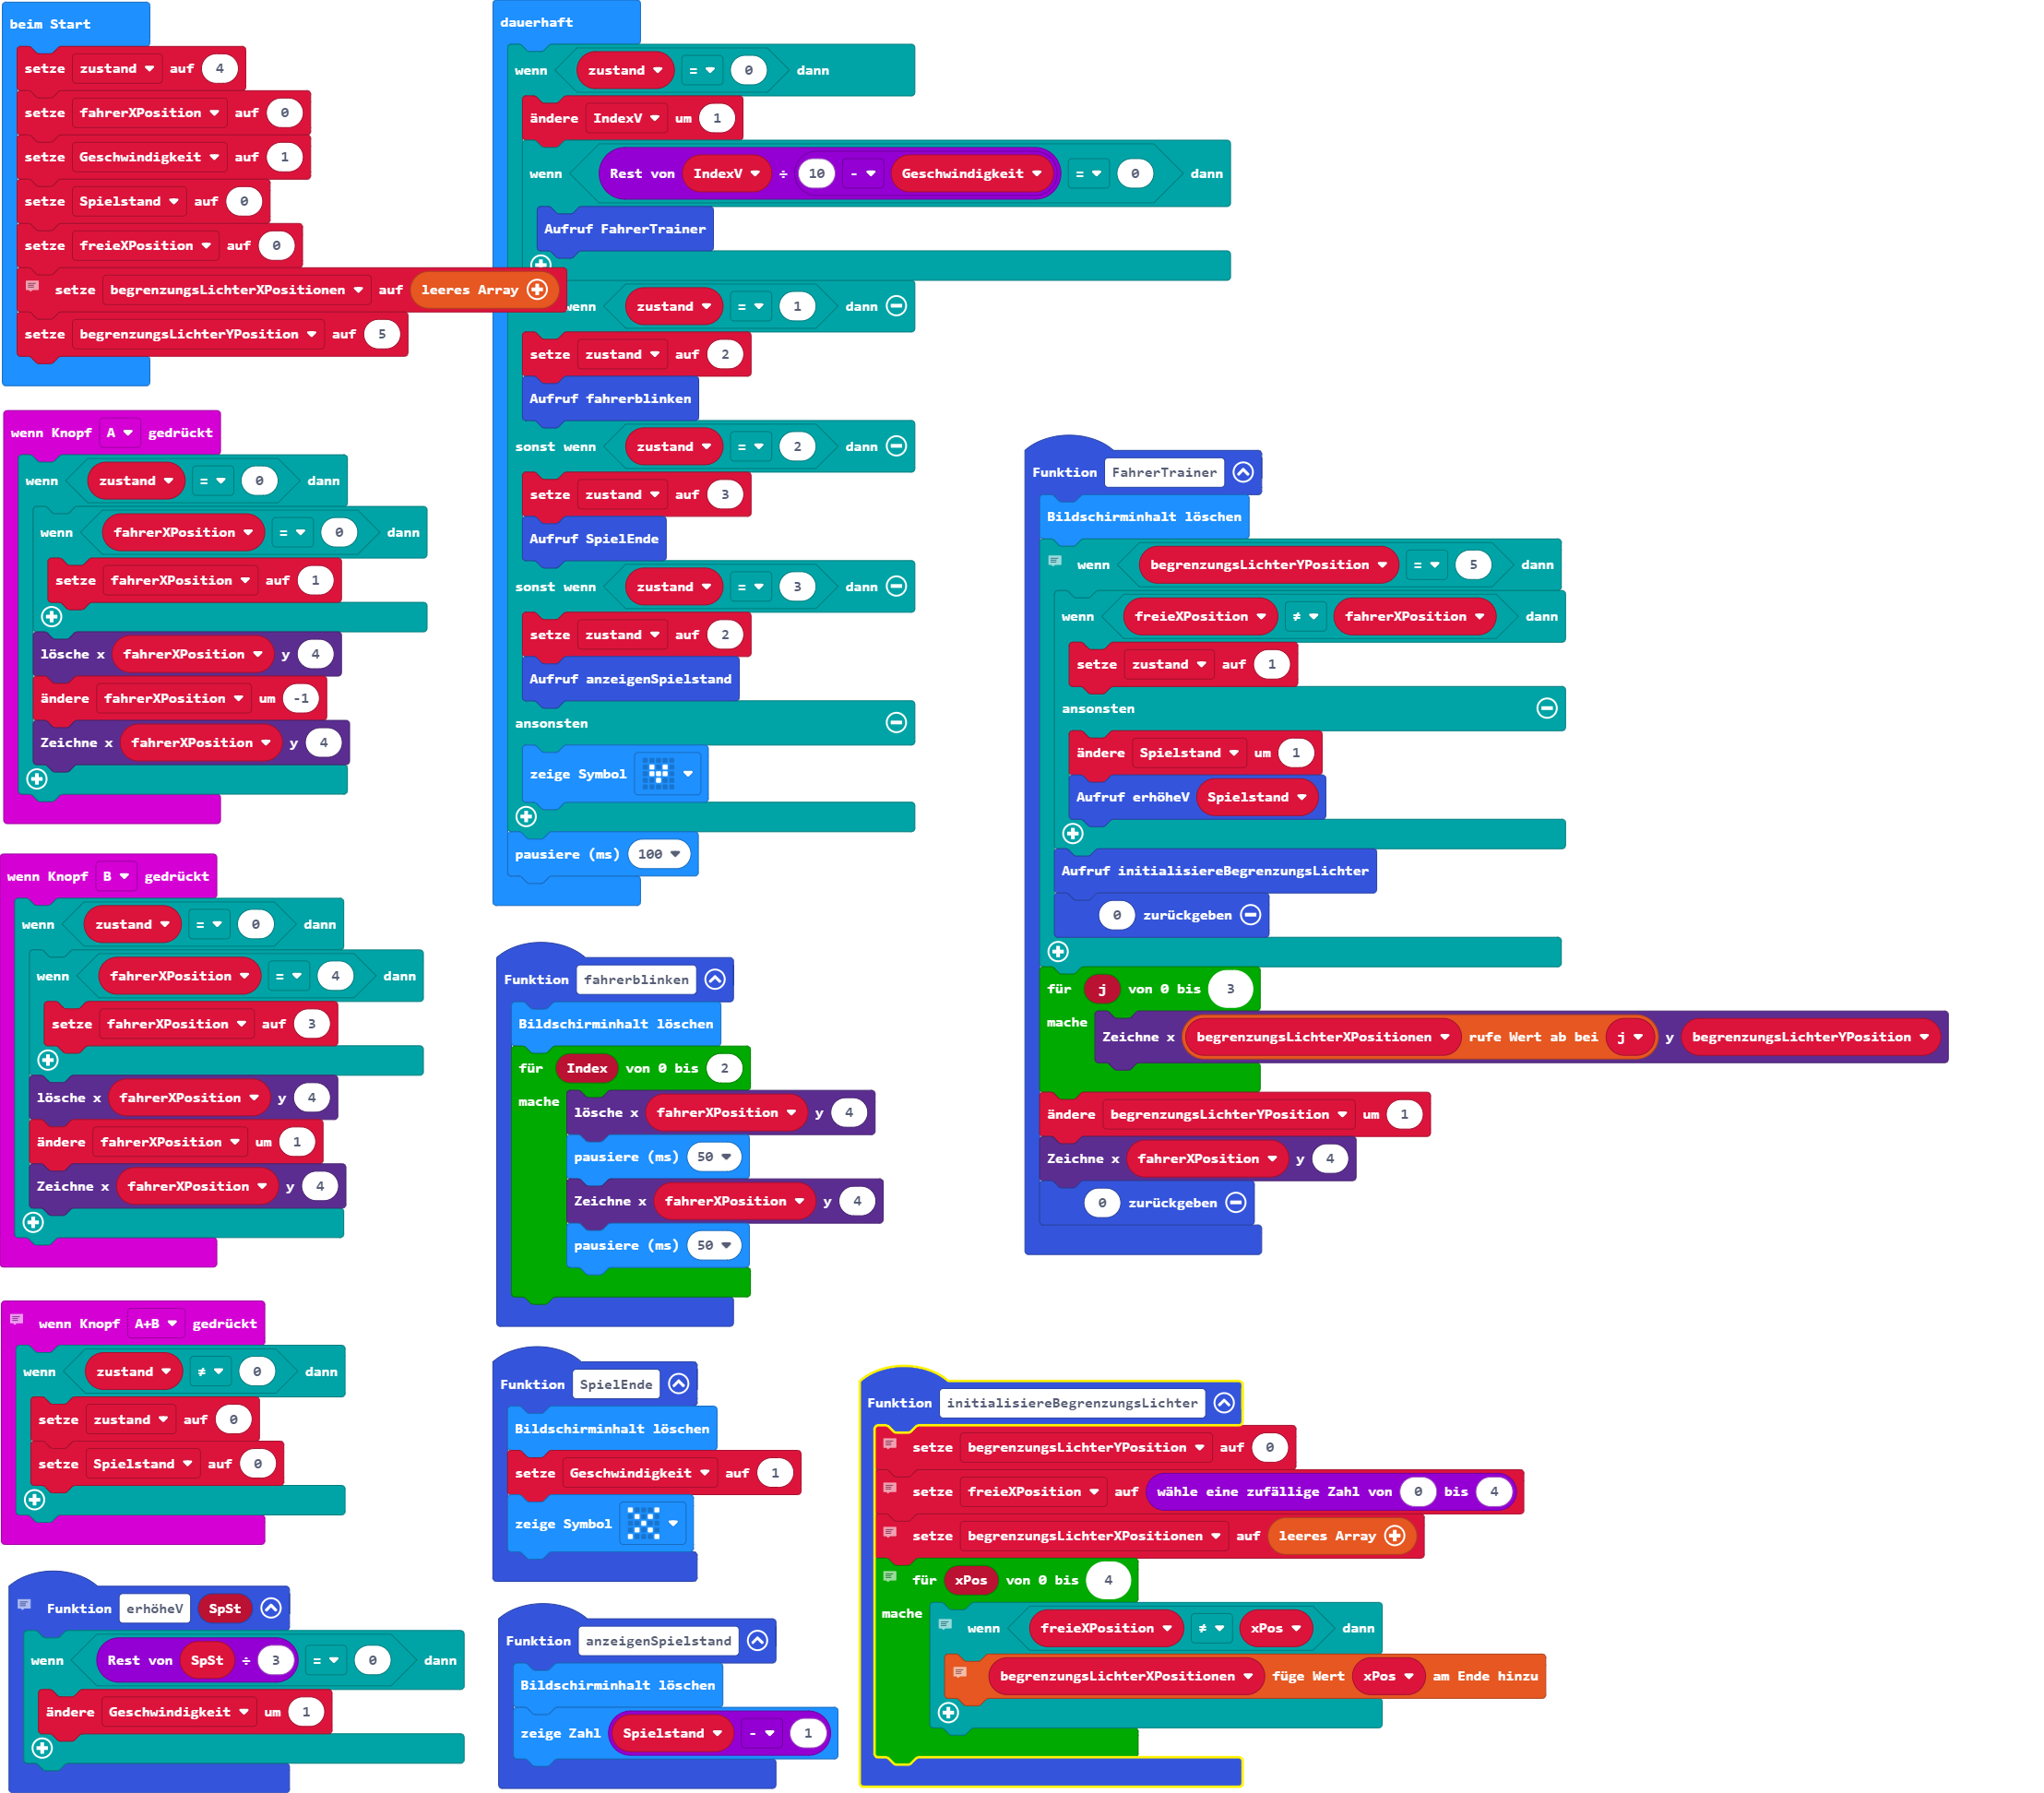 beim Start
setze zustand auf 4
setze fahrerXPosition auf 0
setze Geschwindigkeit auf 1
setze Spielstand auf 0
setze freieXPosition auf 0
setze begrenzungsLichterXPositionen auf leeres Array
setze begrenzungsLichterYPosition auf 5
wenn Knopf A gedrückt
wenn zustand = 0 dann
wenn fahrerXPosition = 0 dann
setze fahrerXPosition auf 1
lösche x fahrerXPosition y 4
ändere fahrerXPosition um -1
Zeichne x fahrerXPosition y 4
wenn Knopf B gedrückt
wenn zustand = 0 dann
wenn fahrerXPosition = 4 dann
setze fahrerXPosition auf 3
lösche x fahrerXPosition y 4
ändere fahrerXPosition um 1
Zeichne x fahrerXPosition y 4
wenn Knopf A+B gedrückt
wenn zustand ≠ 0 dann
setze zustand auf 0
setze Spielstand auf 0
Funktion erhöheV SpSt
wenn Rest von SpSt ÷ 3 = 0 dann
ändere Geschwindigkeit um 1
dauerhaft
wenn zustand = 0 dann
ändere IndexV um 1
wenn Rest von IndexV ÷ 10 - Geschwindigkeit = 0 dann
Aufruf FahrerTrainer
wenn zustand = 1 dann
setze zustand auf 2
Aufruf fahrerblinken
sonst wenn zustand = 2 dann
setze zustand auf 3
Aufruf SpielEnde
sonst wenn zustand = 3 dann
setze zustand auf 2
Aufruf anzeigenSpielstand
ansonsten
zeige Symbol
pausiere (ms) 100
Funktion fahrerblinken
Bildschirminhalt löschen
für Index von 0 bis 2
mache lösche x fahrerXPosition y 4
pausiere (ms) 50
Zeichne x fahrerXPosition y 4
pausiere (ms) 50
Funktion SpielEnde
Bildschirminhalt löschen
setze Geschwindigkeit auf 1
zeige Symbol
Funktion anzeigenSpielstand
Bildschirminhalt löschen
zeige Zahl Spielstand - 1
Funktion FahrerTrainer
Bildschirminhalt löschen
wenn begrenzungsLichterYPosition = 5 dann
wenn freieXPosition ≠ fahrerXPosition dann
setze zustand auf 1
ansonsten
ändere Spielstand um 1
Aufruf erhöheV Spielstand
Aufruf initialisiereBegrenzungsLichter
0 zurückgeben
für j von 0 bis 3
mache Zeichne x begrenzungsLichterXPositionen rufe Wert ab bei j y begrenzungsLichterYPosition
ändere begrenzungsLichterYPosition um 1
Zeichne x fahrerXPosition y 4
0 zurückgeben
Funktion initialisiereBegrenzungsLichter
setze begrenzungsLichterYPosition auf 0
setze freieXPosition auf wähle eine zufällige Zahl von 0 bis 4
setze begrenzungsLichterXPositionen auf leeres Array
für xPos von 0 bis 4
mache wenn freieXPosition ≠ xPos dann
begrenzungsLichterXPositionen füge Wert xPos am Ende hinzu